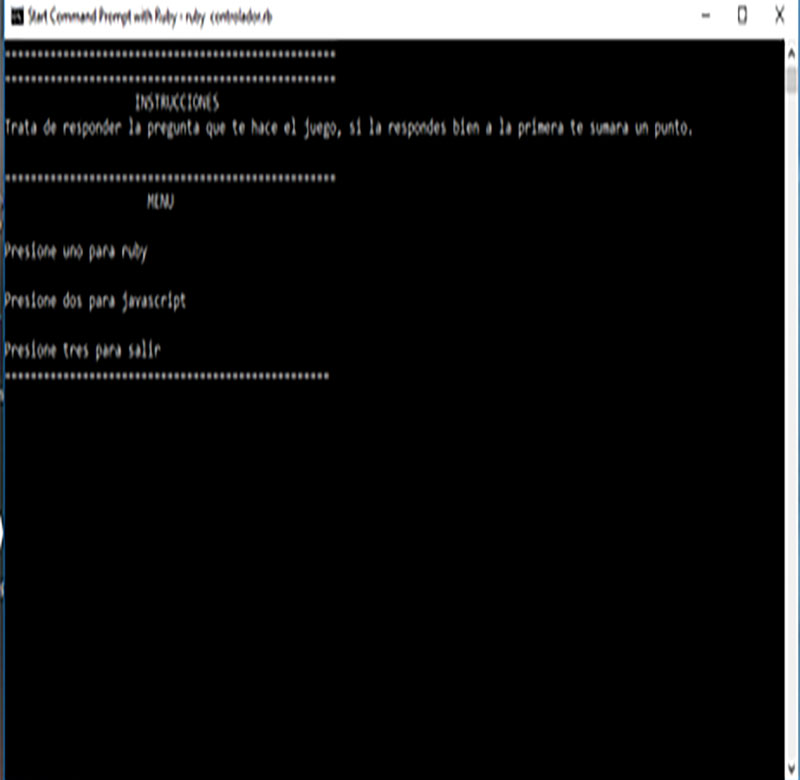 Start Command Prompt with Ruby - ruby controlador.rb
***************************************************
***************************************************
INSTRUCCIONES
Trata de responder la pregunta que te hace el juego, si la respondes bien a la primera te sumara un punto.
***************************************************
MENU
Presione uno para ruby
Presione dos para javascript
Presione tres para salir
**************************************************